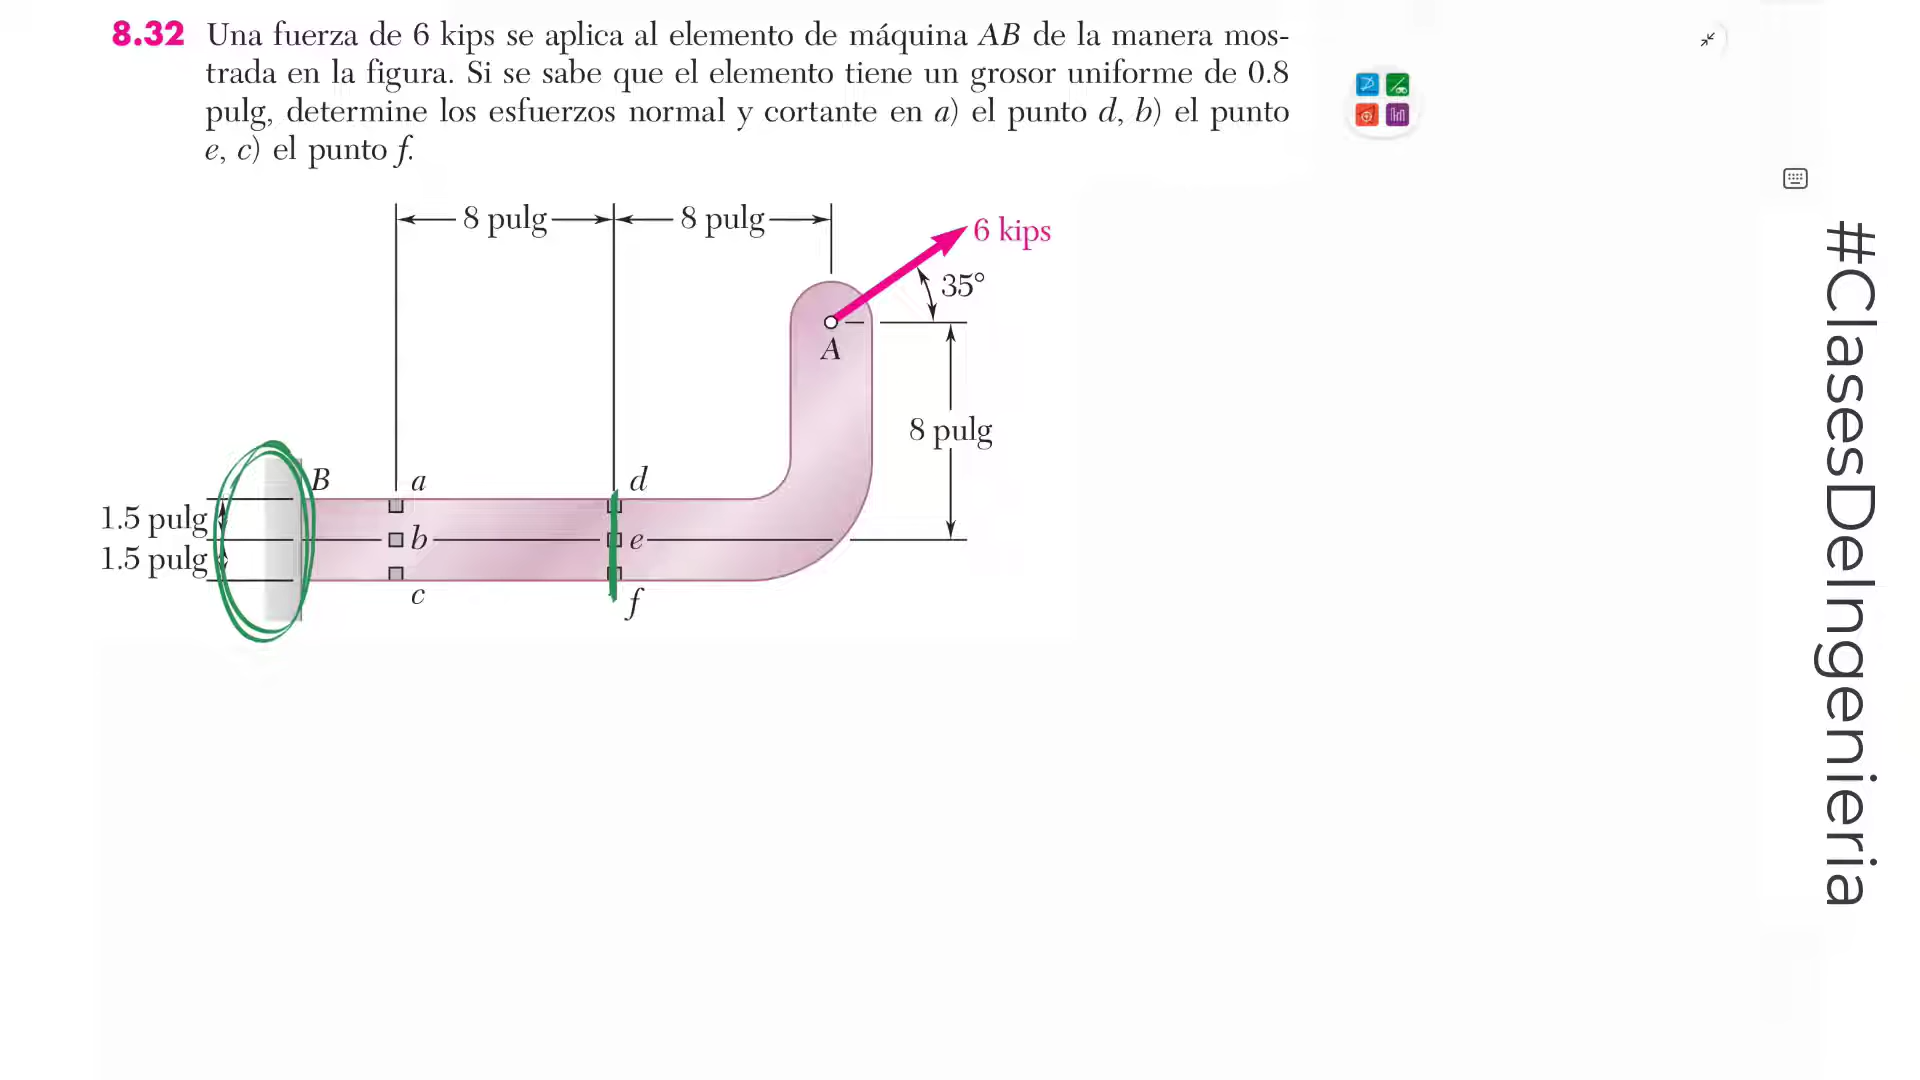 8.32 Una fuerza de 6 kips se aplica al elemento de máquina AB de la manera mos-
trada en la figura. Si se sabe que el elemento tiene un grosor uniforme de 0.8
pulg, determine los esfuerzos normal y cortante en a) el punto d, b) el punto
e, c) el punto f.
8 pulg
8 pulg
6 kips
35°
A
8 pulg
B
a
d
1.5 pulg
b
e
1.5 pulg
c
f
#ClasesDeIngenieria